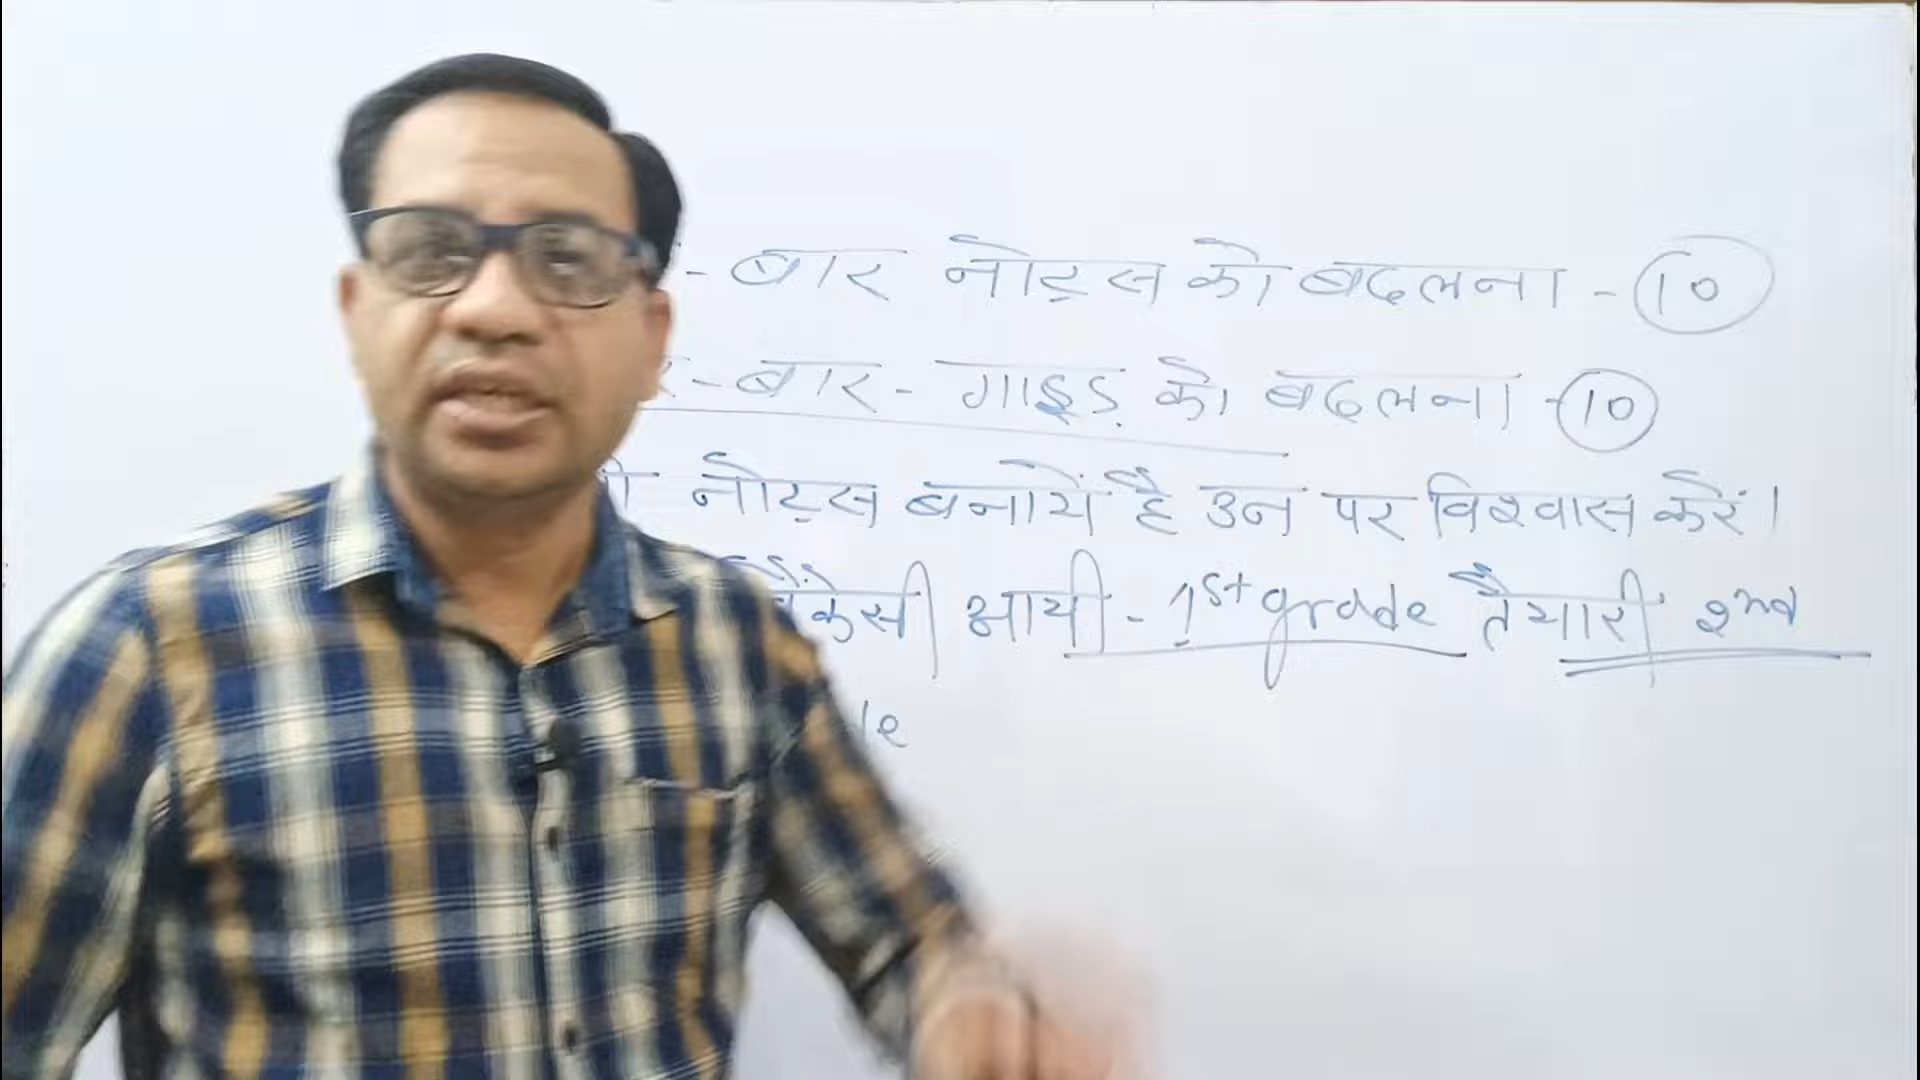 - बार नोट्स को बदलना - 10
- बार - गाइड को बदलना - 10
नोट्स बनायें है उन पर विश्वास करें।
केसी आयी - 1st grade तैयारी 2nd